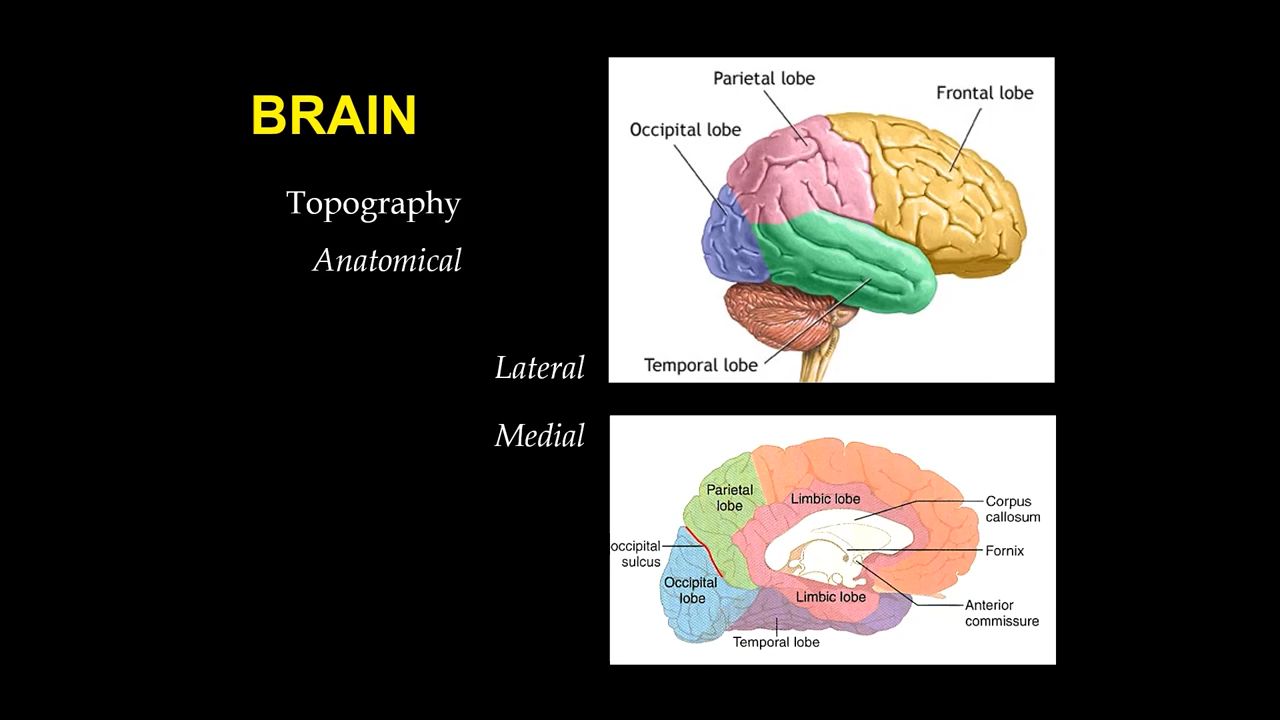 BRAIN
Topography
Anatomical
Lateral
Medial
Parietal lobe
Frontal lobe
Occipital lobe
Temporal lobe
Parietal
lobe
Limbic lobe
Corpus
callosum
occipital
sulcus
Fornix
Occipital
lobe
Limbic lobe
Anterior
commissure
Temporal lobe